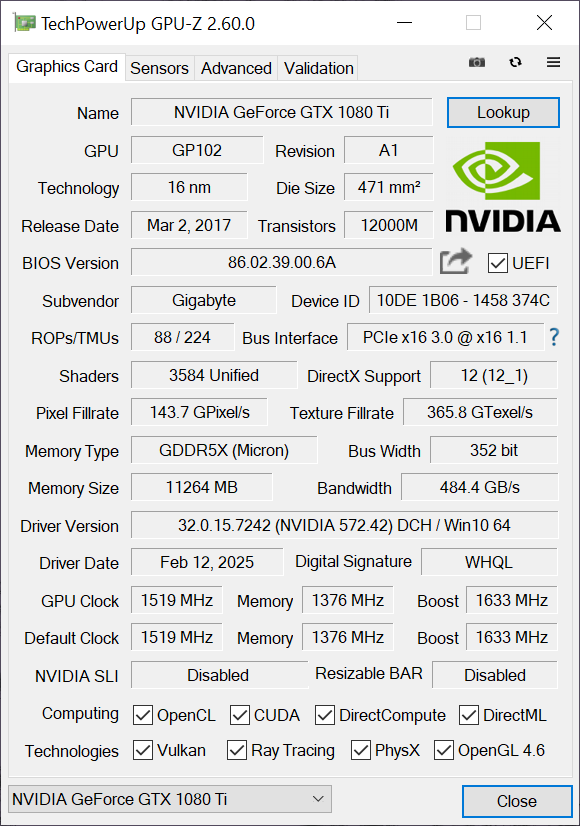 TechPowerUp GPU-Z 2.60.0
Graphics Card Sensors Advanced Validation
Name NVIDIA GeForce GTX 1080 Ti Lookup
GPU GP102 Revision A1
Technology 16 nm Die Size 471 mm²
Release Date Mar 2, 2017 Transistors 12000M
NVIDIA
BIOS Version 86.02.39.00.6A UEFI
Subvendor Gigabyte Device ID 10DE 1B06 - 1458 374C
ROPs/TMUs 88 / 224 Bus Interface PCIe x16 3.0 @ x16 1.1 ?
Shaders 3584 Unified DirectX Support 12 (12_1)
Pixel Fillrate 143.7 GPixel/s Texture Fillrate 365.8 GTexel/s
Memory Type GDDR5X (Micron) Bus Width 352 bit
Memory Size 11264 MB Bandwidth 484.4 GB/s
Driver Version 32.0.15.7242 (NVIDIA 572.42) DCH / Win10 64
Driver Date Feb 12, 2025 Digital Signature WHQL
GPU Clock 1519 MHz Memory 1376 MHz Boost 1633 MHz
Default Clock 1519 MHz Memory 1376 MHz Boost 1633 MHz
NVIDIA SLI Disabled Resizable BAR Disabled
Computing OpenCL CUDA DirectCompute DirectML
Technologies Vulkan Ray Tracing PhysX OpenGL 4.6
NVIDIA GeForce GTX 1080 Ti Close